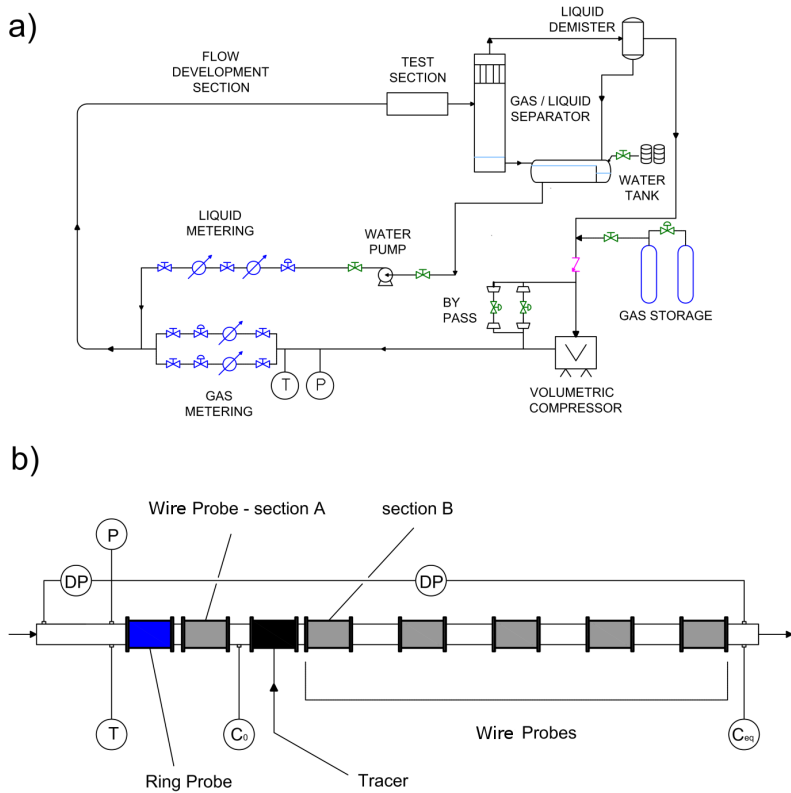 a)
LIQUID
DEMISTER
FLOW
DEVELOPMENT
SECTION
TEST
SECTION
GAS / LIQUID
SEPARATOR
WATER
TANK
LIQUID
METERING
WATER
PUMP
BY
PASS
GAS STORAGE
T
P
GAS
METERING
VOLUMETRIC
COMPRESSOR
b)
Wire Probe - section A
section B
P
DP
DP
T
C0
Ceq
Wire Probes
Ring Probe
Tracer